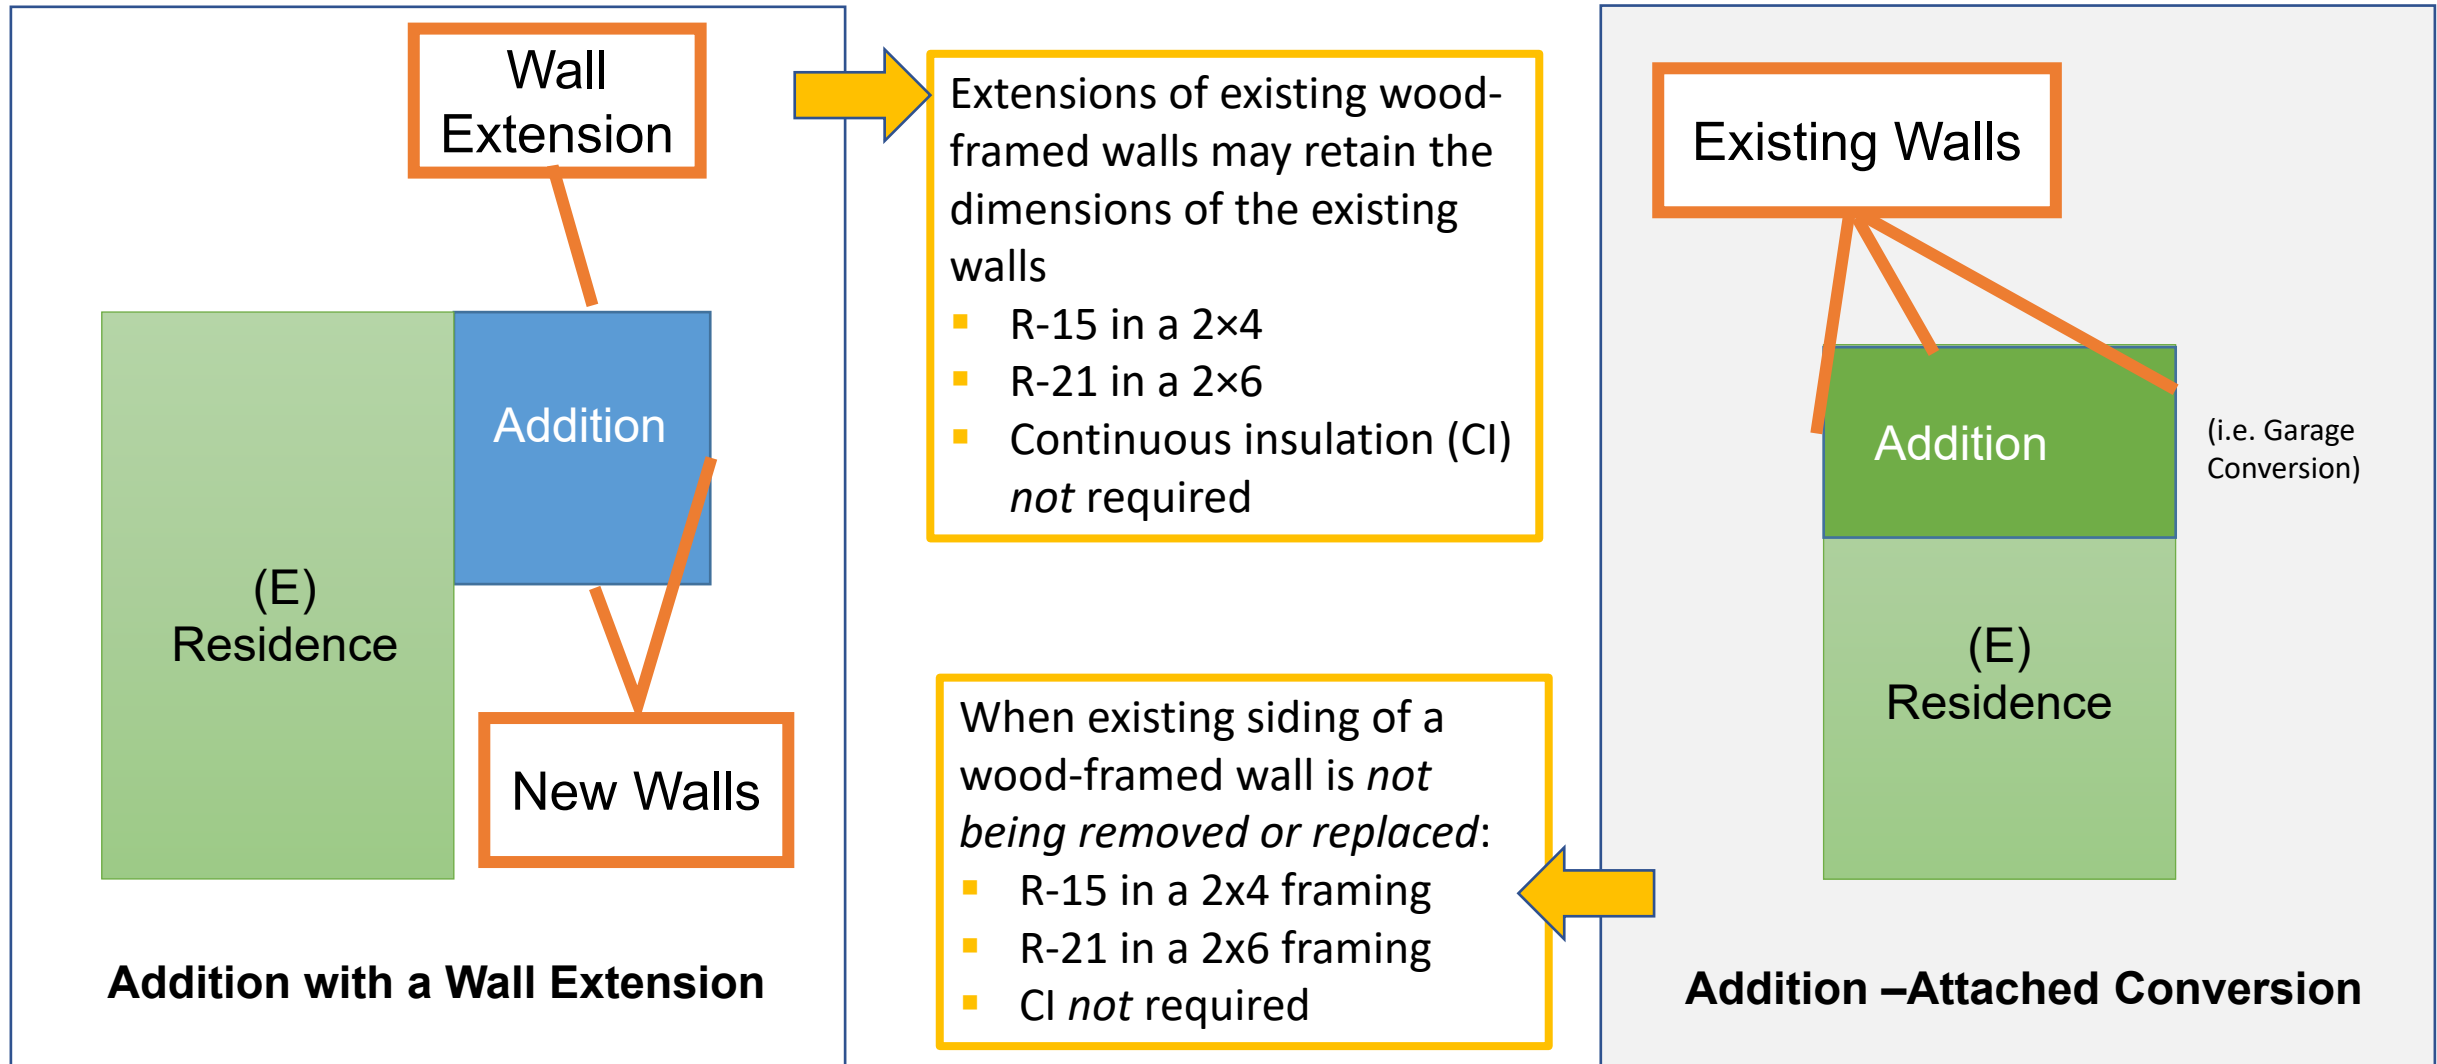 Wall
Extension
Addition
(E)
Residence
New Walls
Addition with a Wall Extension
Extensions of existing wood-
framed walls may retain the
dimensions of the existing
walls
▪ R-15 in a 2×4
▪ R-21 in a 2×6
▪ Continuous insulation (CI)
not required
When existing siding of a
wood-framed wall is not
being removed or replaced:
▪ R-15 in a 2x4 framing
▪ R-21 in a 2x6 framing
▪ CI not required
Existing Walls
Addition
(i.e. Garage
Conversion)
(E)
Residence
Addition –Attached Conversion